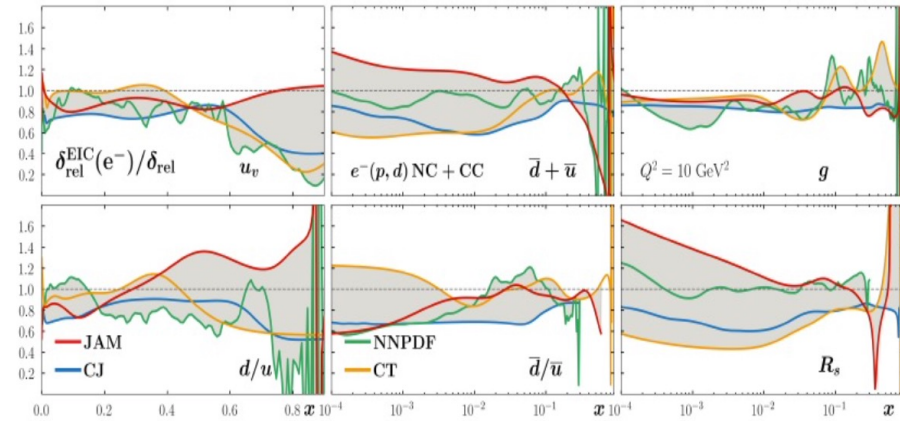 1.6
1.4
1.2
1.0
0.8
0.6
0.4
0.2
δ_rel^EIC(e⁻)/δ_rel
u_v
e⁻(p, d) NC + CC
d̅ + u̅
Q² = 10 GeV²
g
1.6
1.4
1.2
1.0
0.8
0.6
0.4
0.2
JAM
CJ
d/u
NNPDF
CT
d̅/u̅
R_s
0.0 0.2 0.4 0.6 0.8 x
10⁻⁴ 10⁻³ 10⁻² 10⁻¹ x
10⁻⁴ 10⁻³ 10⁻² 10⁻¹ x